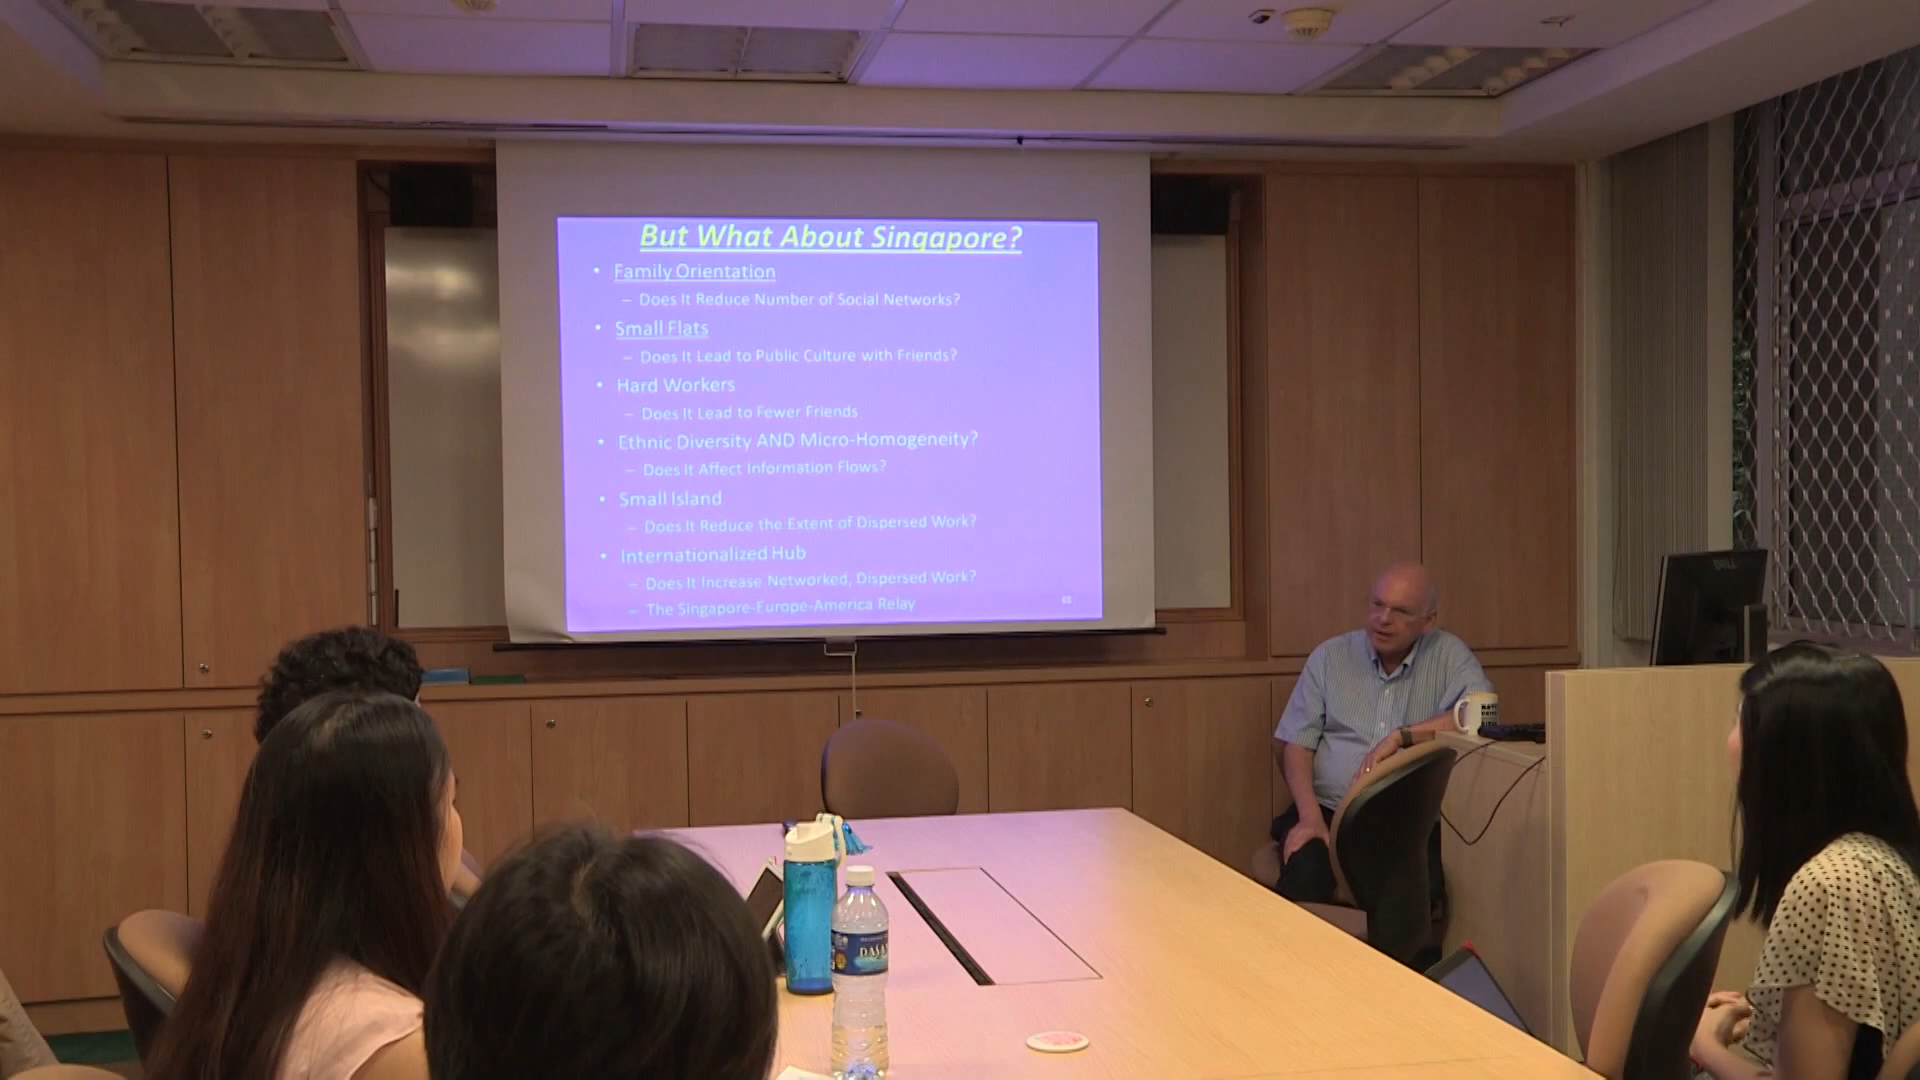 But What About Singapore?
• Family Orientation
– Does It Reduce Number of Social Networks?
• Small Flats
– Does It Lead to Public Culture with Friends?
• Hard Workers
– Does It Lead to Fewer Friends
• Ethnic Diversity AND Micro-Homogeneity?
– Does It Affect Information Flows?
• Small Island
– Does It Reduce the Extent of Dispersed Work?
• Internationalized Hub
– Does It Increase Networked, Dispersed Work?
– The Singapore-Europe-America Relay
DELL